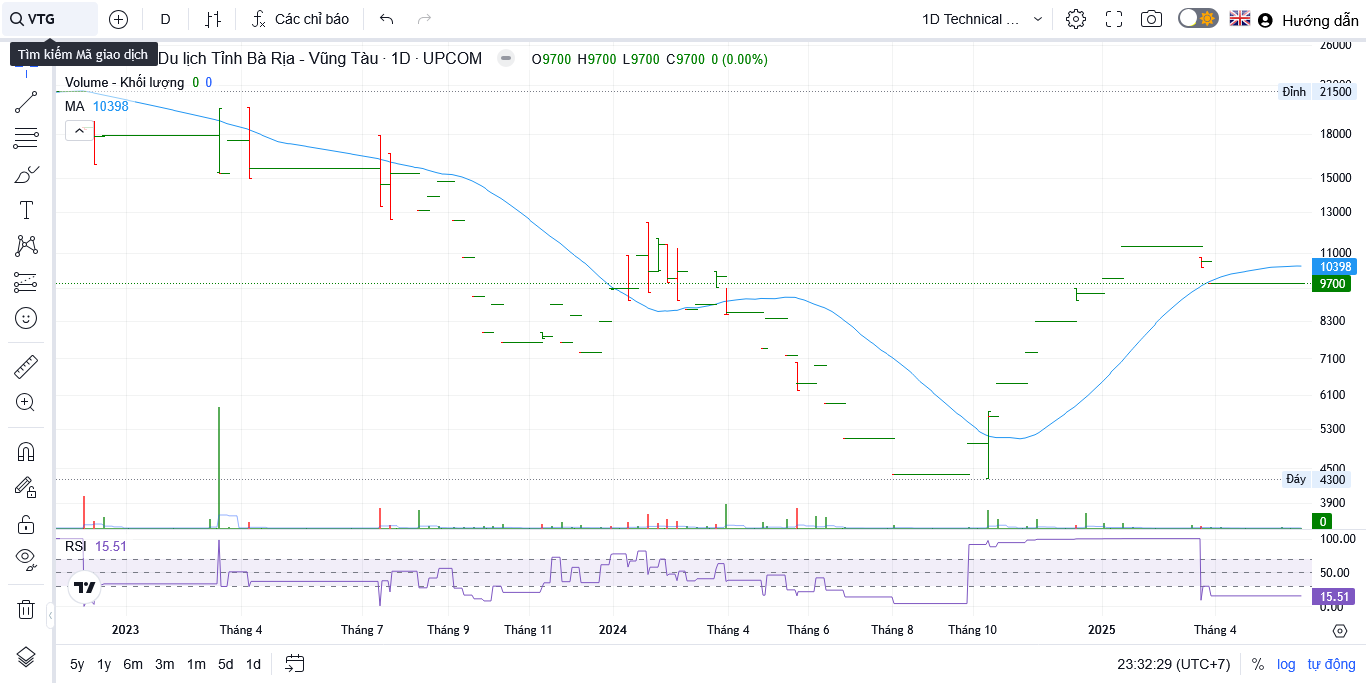 VTG
D
Các chỉ báo
1D Technical ...
Hướng dẫn
Tìm kiếm Mã giao dịch
Du lịch Tỉnh Bà Rịa - Vũng Tàu · 1D · UPCOM
O9700 H9700 L9700 C9700 0 (0.00%)
Volume - Khối lượng 0 0
MA 10398
26000
Đỉnh 21500
18000
15000
13000
11000
10398
9700
8300
7100
6100
5300
4500
Đáy 4300
3900
0
RSI 15.51
100.00
50.00
15.51
0.00
2023 Tháng 4 Tháng 7 Tháng 9 Tháng 11 2024 Tháng 4 Tháng 6 Tháng 8 Tháng 10 2025 Tháng 4
5y 1y 6m 3m 1m 5d 1d
23:32:29 (UTC+7) % log tự động